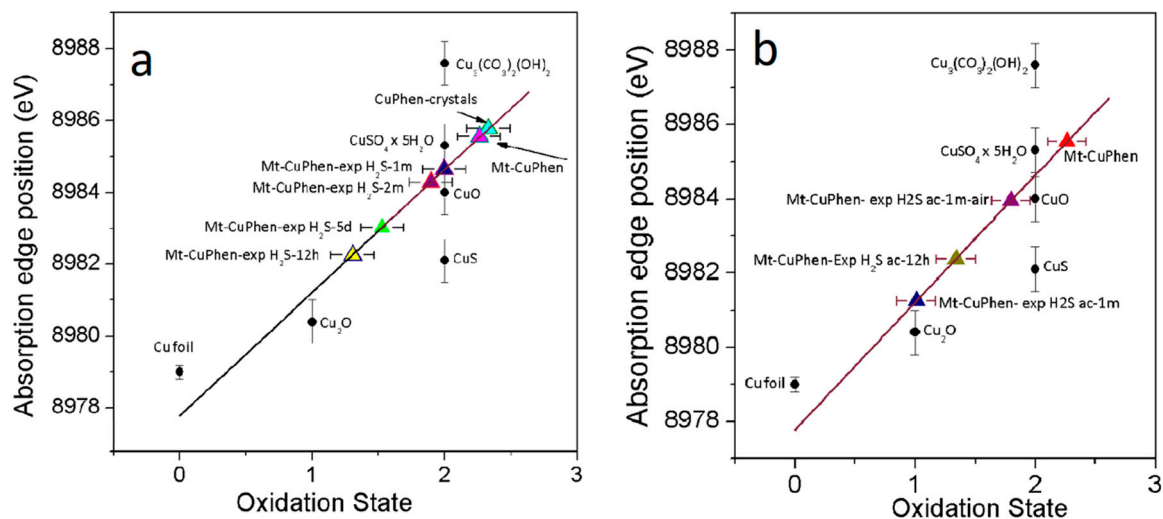 a
Absorption edge position (eV)
8988
8986
8984
8982
8980
8978
Cu₃(CO₃)₂(OH)₂
CuPhen-crystals
CuSO₄ x 5H₂O
Mt-CuPhen
Mt-CuPhen-exp H₂S-1m
Mt-CuPhen-exp H₂S-2m
CuO
Mt-CuPhen-exp H₂S-5d
Mt-CuPhen-exp H₂S-12h
CuS
Cu₂O
Cu foil
0 1 2 3
Oxidation State
b
Absorption edge position (eV)
8988
8986
8984
8982
8980
8978
Cu₃(CO₃)₂(OH)₂
CuSO₄ x 5H₂O
Mt-CuPhen
Mt-CuPhen- exp H2S ac-1m-air
CuO
Mt-CuPhen-Exp H₂S ac-12h
CuS
Mt-CuPhen- exp H2S ac-1m
Cu₂O
Cu foil
0 1 2 3
Oxidation State